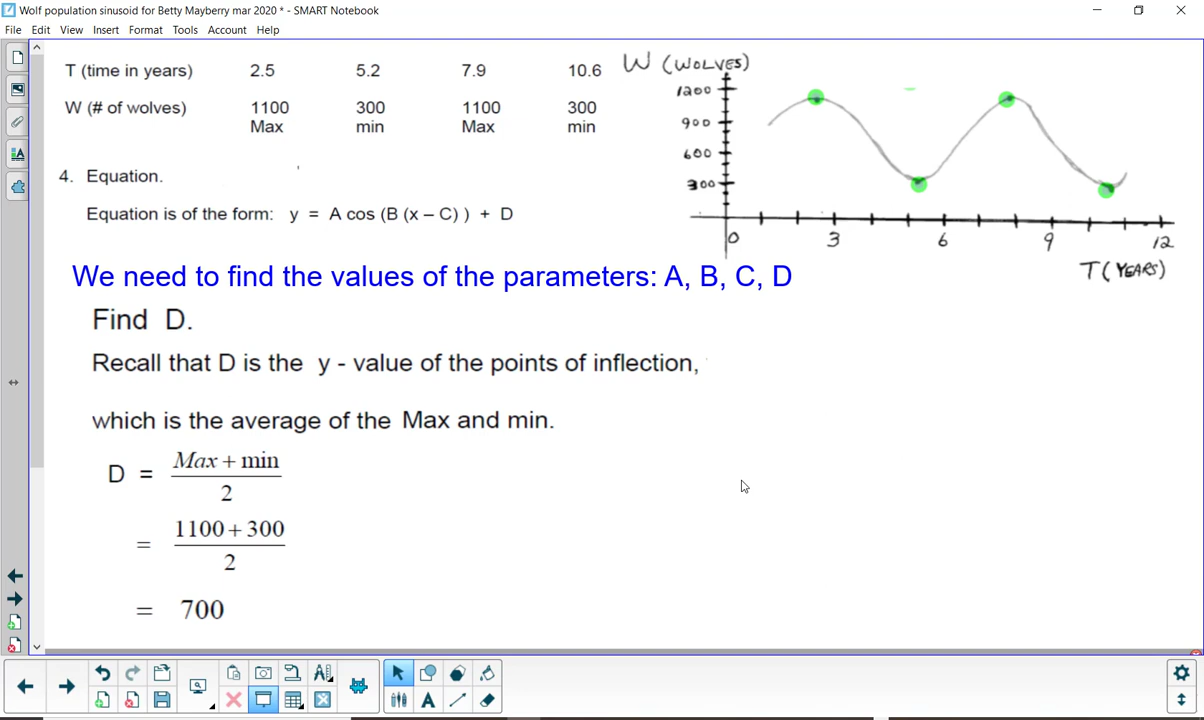 Wolf population sinusoid for Betty Mayberry mar 2020 * - SMART Notebook
File Edit View Insert Format Tools Account Help
T (time in years) 2.5 5.2 7.9 10.6
W (# of wolves) 1100 300 1100 300
Max min Max min
W (WOLVES)
1200
900
600
300
0 3 6 9 12
T (YEARS)
4. Equation.
Equation is of the form: y = A cos (B (x – C) ) + D
We need to find the values of the parameters: A, B, C, D
Find D.
Recall that D is the y - value of the points of inflection,
which is the average of the Max and min.
D = Max + min
2
= 1100 + 300
2
= 700
A